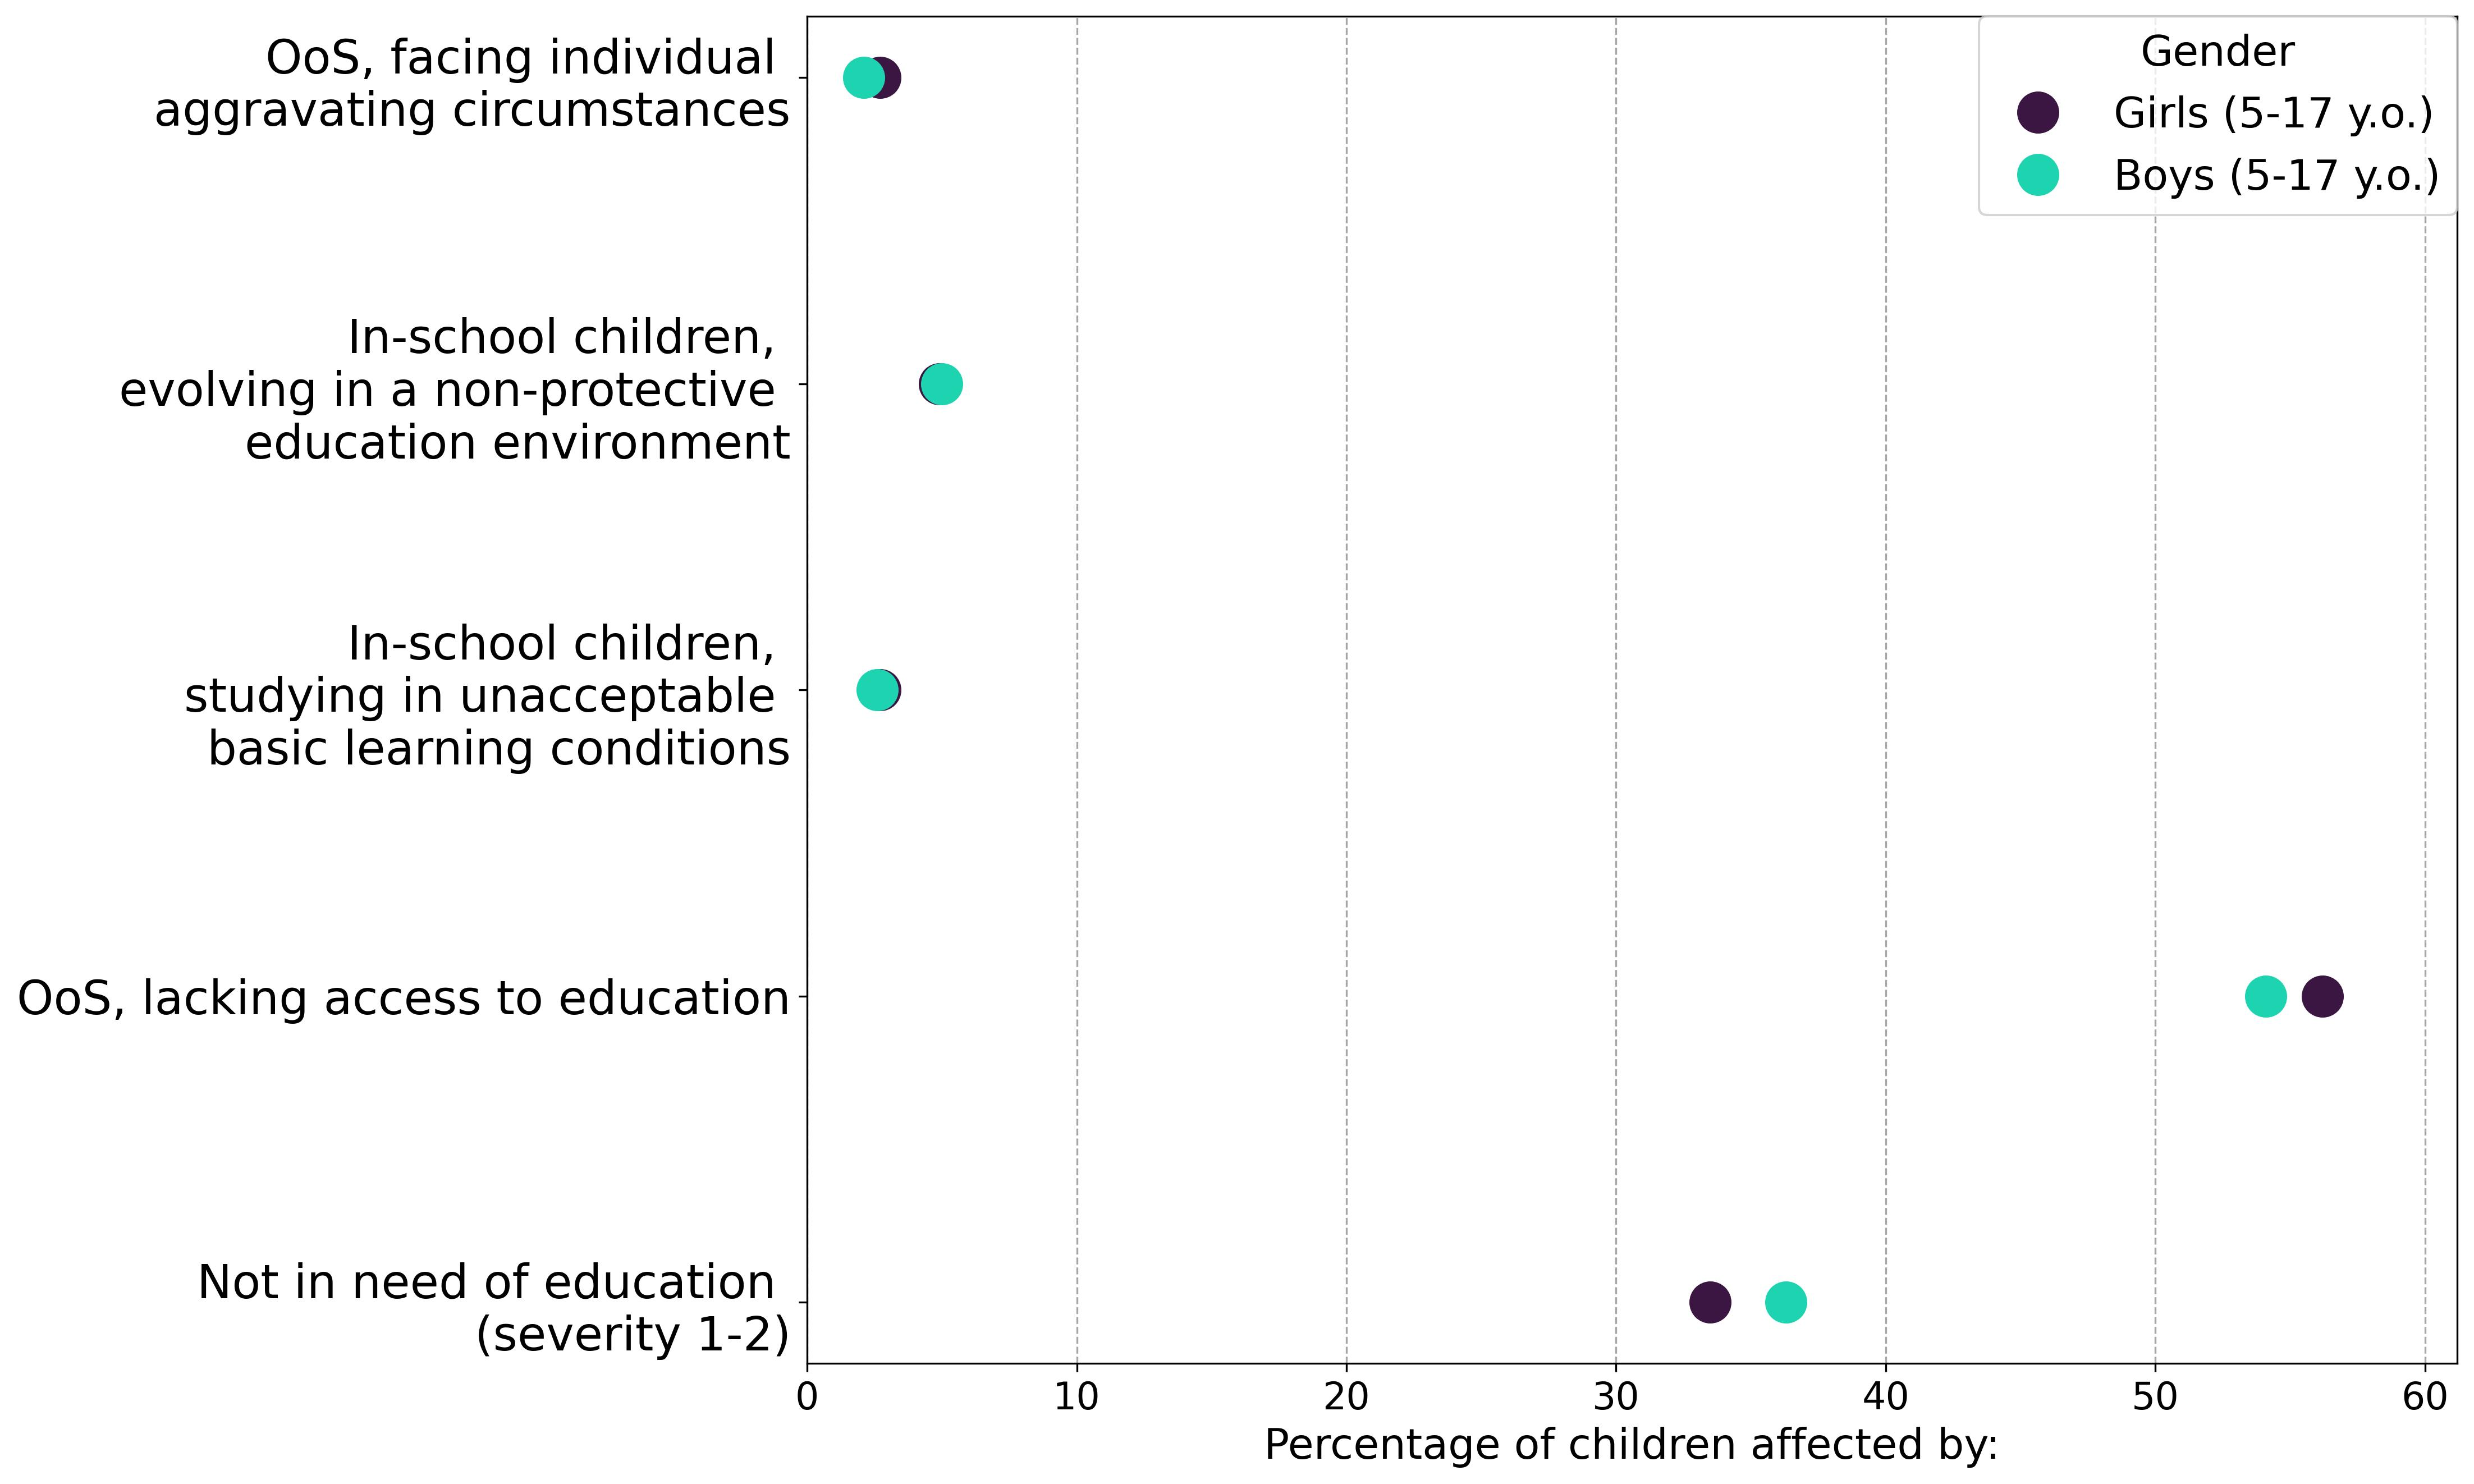 OoS, facing individual
aggravating circumstances
In-school children,
evolving in a non-protective
education environment
In-school children,
studying in unacceptable
basic learning conditions
OoS, lacking access to education
Not in need of education
(severity 1-2)
Gender
Girls (5-17 y.o.)
Boys (5-17 y.o.)
0 10 20 30 40 50 60
Percentage of children affected by: